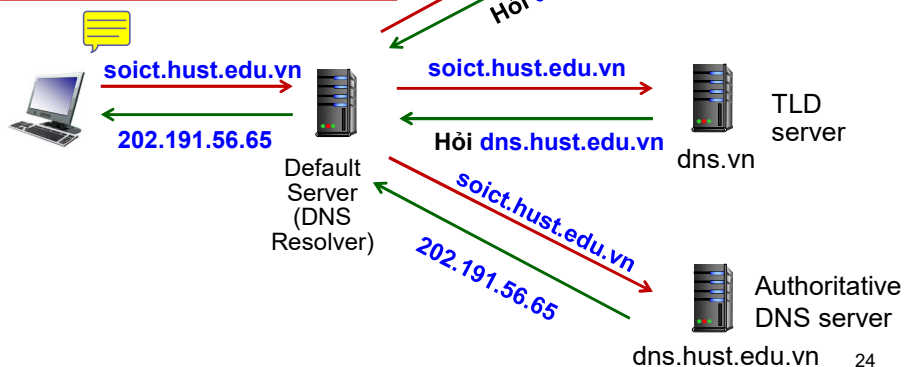 Hỏi
soict.hust.edu.vn
202.191.56.65
Default
Server
(DNS
Resolver)
soict.hust.edu.vn
Hỏi dns.hust.edu.vn
TLD
server
dns.vn
soict.hust.edu.vn
202.191.56.65
Authoritative
DNS server
dns.hust.edu.vn
24